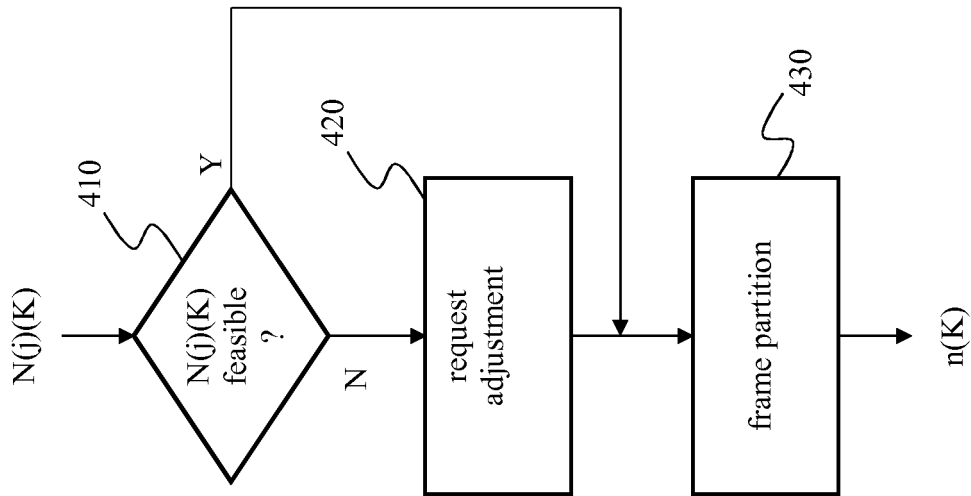 N(j)(K)
410
N(j)(K)
feasible
?
Y
N
420
request
adjustment
430
frame partition
n(K)